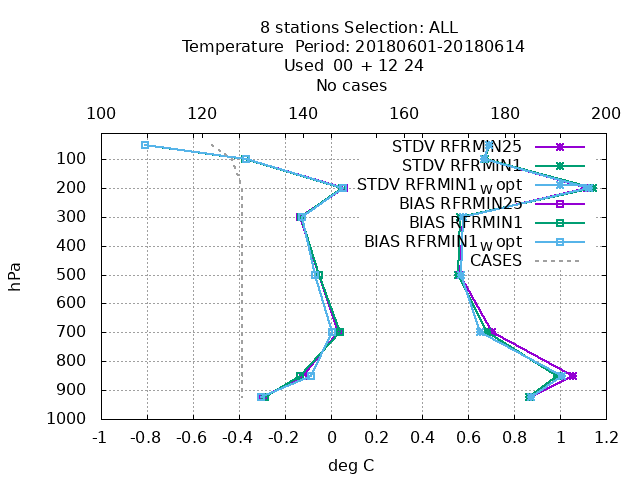 8 stations Selection: ALL
Temperature  Period: 20180601-20180614
Used  00 + 12 24
No cases
100 120 140 160 180 200
STDV RFRMIN25
STDV RFRMIN1
STDV RFRMIN1_W opt
BIAS RFRMIN25
BIAS RFRMIN1
BIAS RFRMIN1_W opt
CASES
100
200
300
400
500
600
700
800
900
1000
hPa
-1 -0.8 -0.6 -0.4 -0.2 0 0.2 0.4 0.6 0.8 1 1.2
deg C